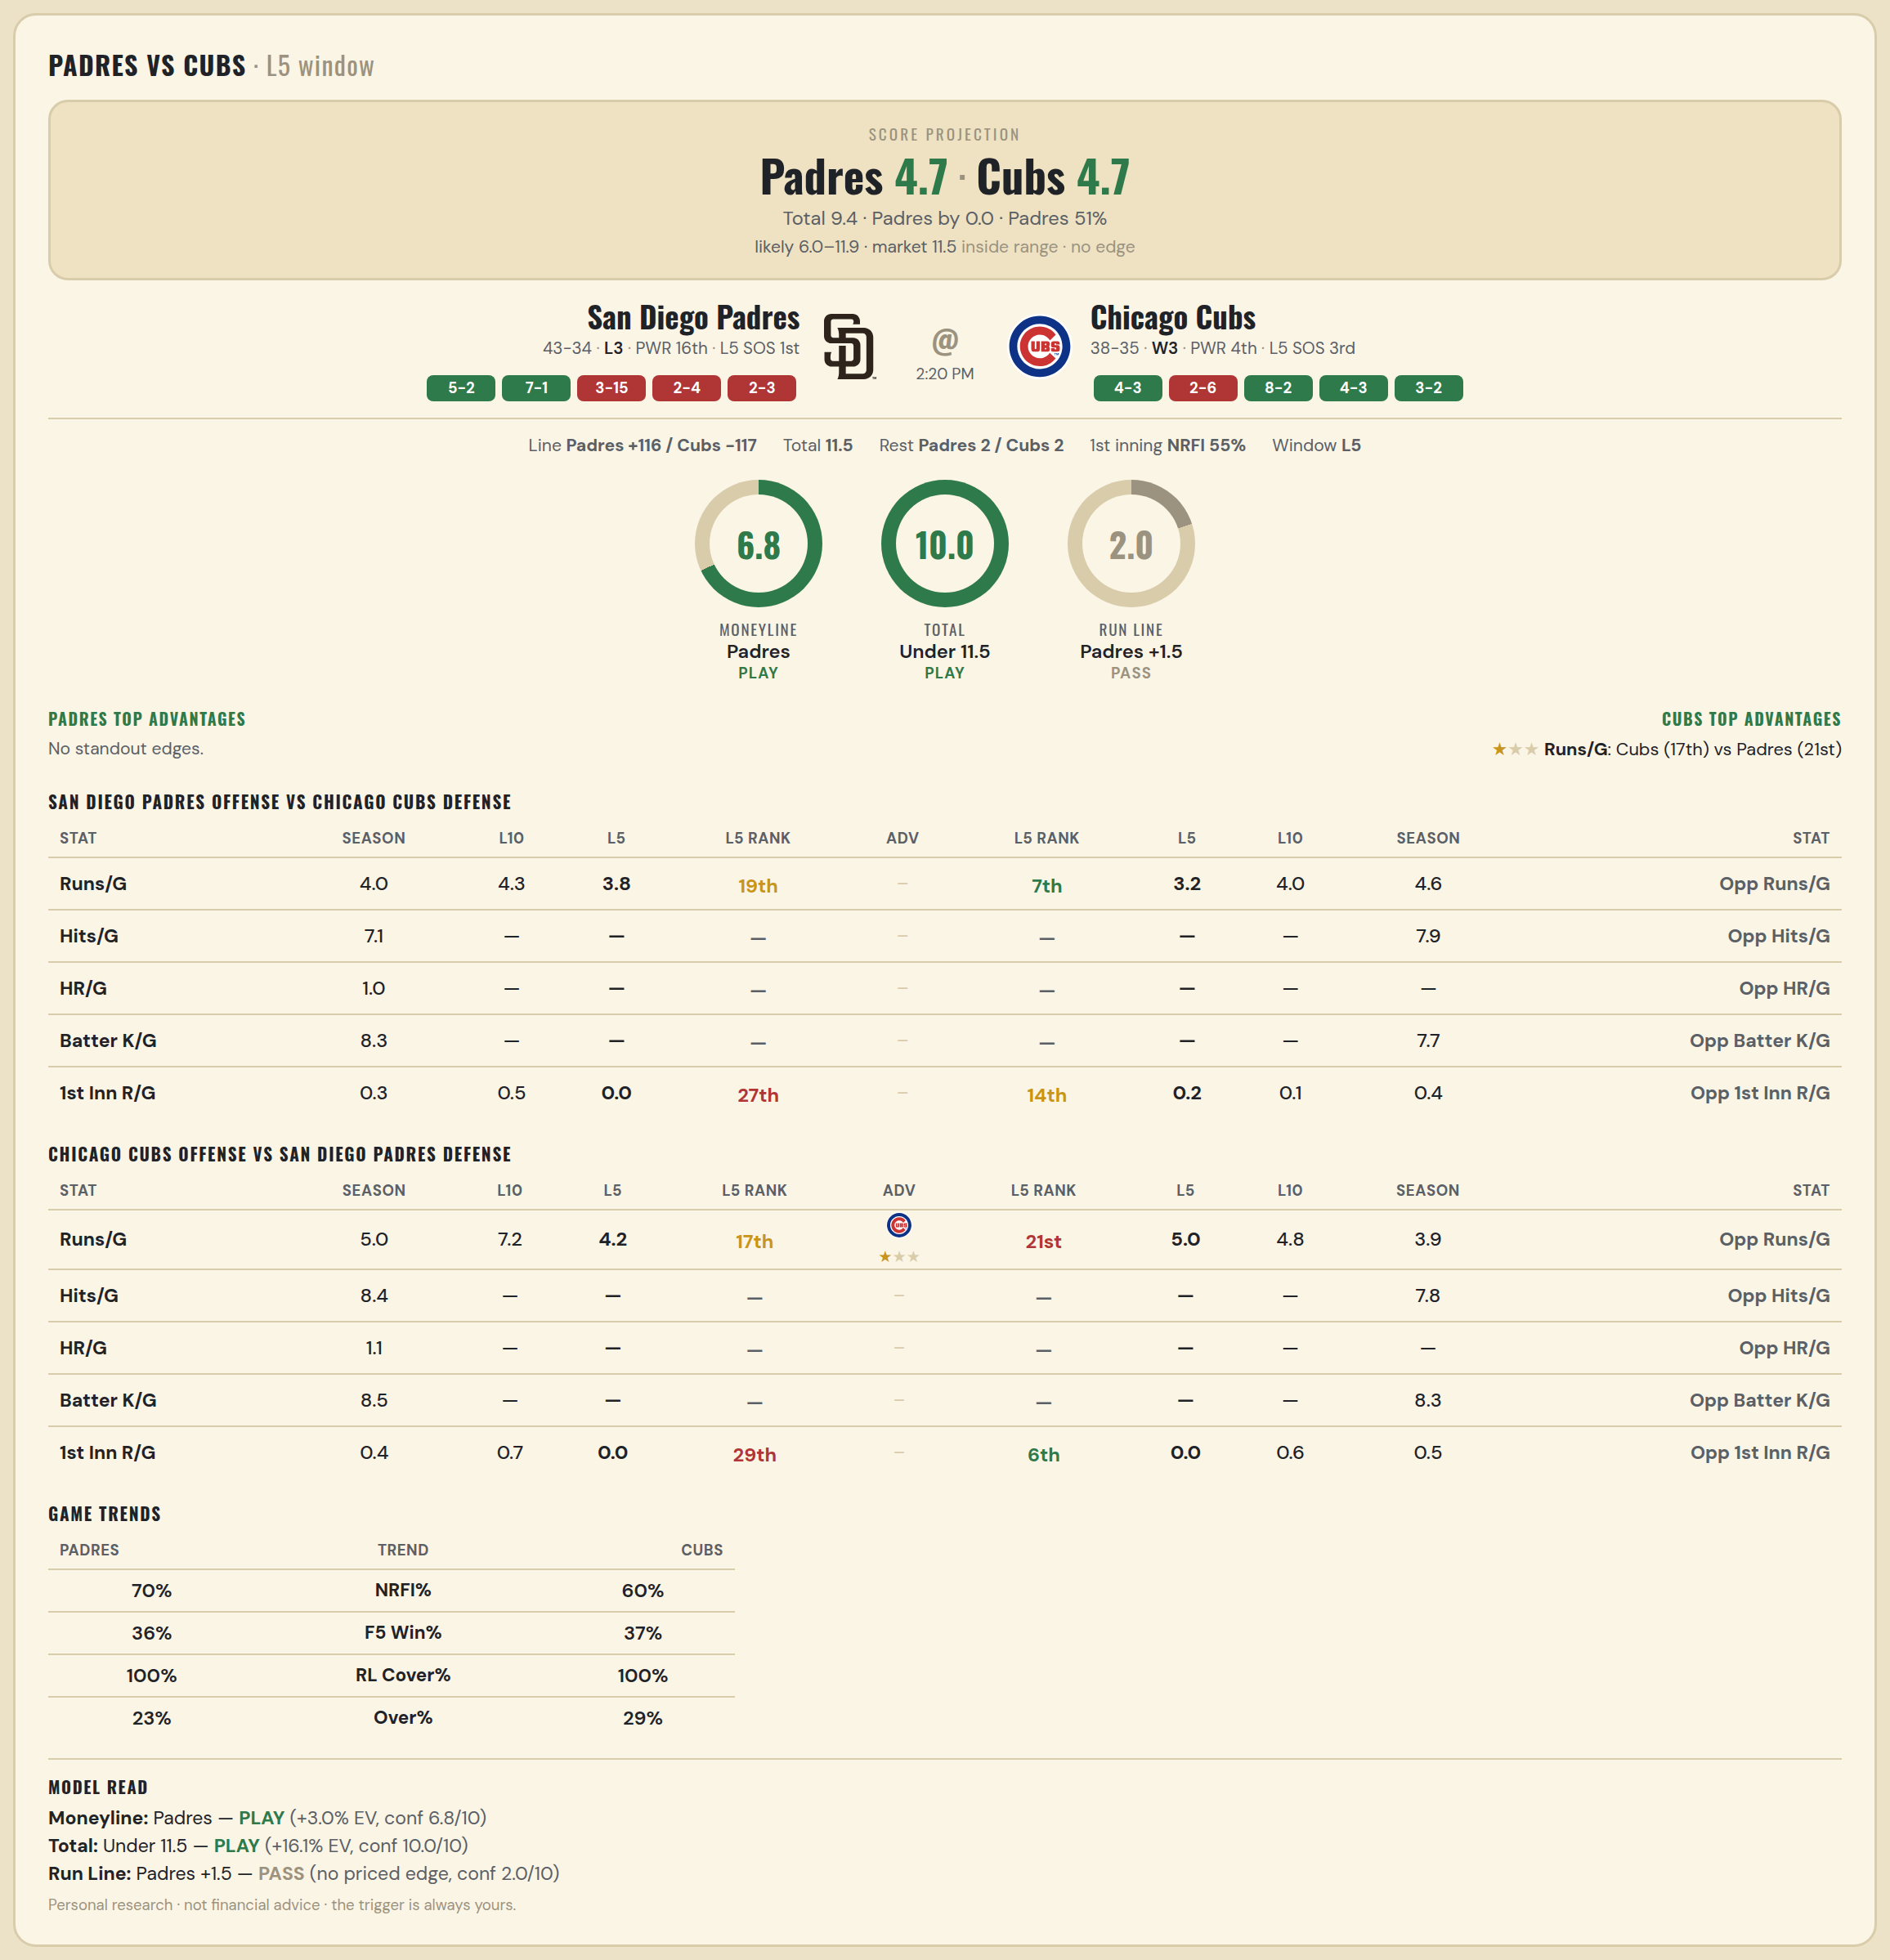 PADRES VS CUBS · L5 window
SCORE PROJECTION
Padres 4.7 · Cubs 4.7
Total 9.4 · Padres by 0.0 · Padres 51%
likely 6.0–11.9 · market 11.5 inside range · no edge
San Diego Padres
43-34 · L3 · PWR 16th · L5 SOS 1st
5-2 7-1 3-15 2-4 2-3
SD
@
2:20 PM
CUBS
Chicago Cubs
38-35 · W3 · PWR 4th · L5 SOS 3rd
4-3 2-6 8-2 4-3 3-2
Line Padres +116 / Cubs -117 Total 11.5 Rest Padres 2 / Cubs 2 1st inning NRFI 55% Window L5
6.8 10.0 2.0
MONEYLINE TOTAL RUN LINE
Padres Under 11.5 Padres +1.5
PLAY PLAY PASS
PADRES TOP ADVANTAGES
No standout edges.
CUBS TOP ADVANTAGES
★★★ Runs/G: Cubs (17th) vs Padres (21st)
SAN DIEGO PADRES OFFENSE VS CHICAGO CUBS DEFENSE
STAT SEASON L10 L5 L5 RANK ADV L5 RANK L5 L10 SEASON STAT
Runs/G 4.0 4.3 3.8 19th – 7th 3.2 4.0 4.6 Opp Runs/G
Hits/G 7.1 — — — – — — — 7.9 Opp Hits/G
HR/G 1.0 — — — – — — — — Opp HR/G
Batter K/G 8.3 — — — – — — — 7.7 Opp Batter K/G
1st Inn R/G 0.3 0.5 0.0 27th – 14th 0.2 0.1 0.4 Opp 1st Inn R/G
CHICAGO CUBS OFFENSE VS SAN DIEGO PADRES DEFENSE
STAT SEASON L10 L5 L5 RANK ADV L5 RANK L5 L10 SEASON STAT
Runs/G 5.0 7.2 4.2 17th ★★★ 21st 5.0 4.8 3.9 Opp Runs/G
Hits/G 8.4 — — — – — — — 7.8 Opp Hits/G
HR/G 1.1 — — — – — — — — Opp HR/G
Batter K/G 8.5 — — — – — — — 8.3 Opp Batter K/G
1st Inn R/G 0.4 0.7 0.0 29th – 6th 0.0 0.6 0.5 Opp 1st Inn R/G
GAME TRENDS
PADRES TREND CUBS
70% NRFI% 60%
36% F5 Win% 37%
100% RL Cover% 100%
23% Over% 29%
MODEL READ
Moneyline: Padres — PLAY (+3.0% EV, conf 6.8/10)
Total: Under 11.5 — PLAY (+16.1% EV, conf 10.0/10)
Run Line: Padres +1.5 — PASS (no priced edge, conf 2.0/10)
Personal research · not financial advice · the trigger is always yours.